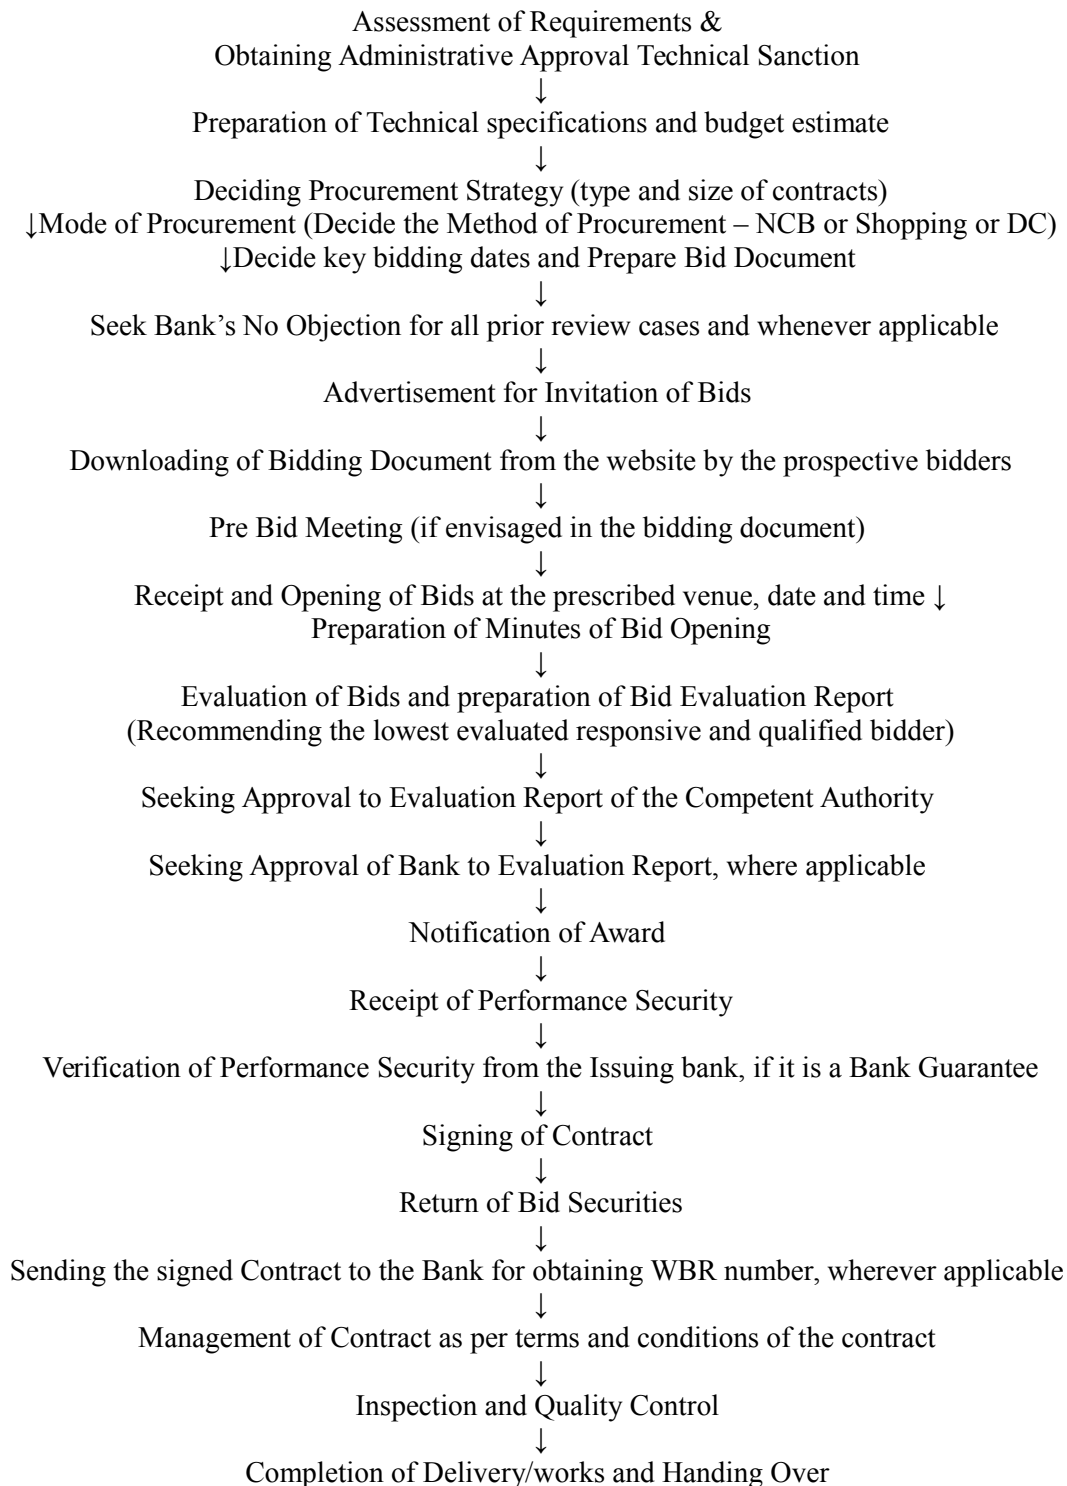 Assessment of Requirements &
Obtaining Administrative Approval Technical Sanction
↓
Preparation of Technical specifications and budget estimate
↓
Deciding Procurement Strategy (type and size of contracts)
↓Mode of Procurement (Decide the Method of Procurement – NCB or Shopping or DC)
↓Decide key bidding dates and Prepare Bid Document
↓
Seek Bank’s No Objection for all prior review cases and whenever applicable
↓
Advertisement for Invitation of Bids
↓
Downloading of Bidding Document from the website by the prospective bidders
↓
Pre Bid Meeting (if envisaged in the bidding document)
↓
Receipt and Opening of Bids at the prescribed venue, date and time ↓
Preparation of Minutes of Bid Opening
↓
Evaluation of Bids and preparation of Bid Evaluation Report
(Recommending the lowest evaluated responsive and qualified bidder)
↓
Seeking Approval to Evaluation Report of the Competent Authority
↓
Seeking Approval of Bank to Evaluation Report, where applicable
↓
Notification of Award
↓
Receipt of Performance Security
↓
Verification of Performance Security from the Issuing bank, if it is a Bank Guarantee
↓
Signing of Contract
↓
Return of Bid Securities
↓
Sending the signed Contract to the Bank for obtaining WBR number, wherever applicable
↓
Management of Contract as per terms and conditions of the contract
↓
Inspection and Quality Control
↓
Completion of Delivery/works and Handing Over